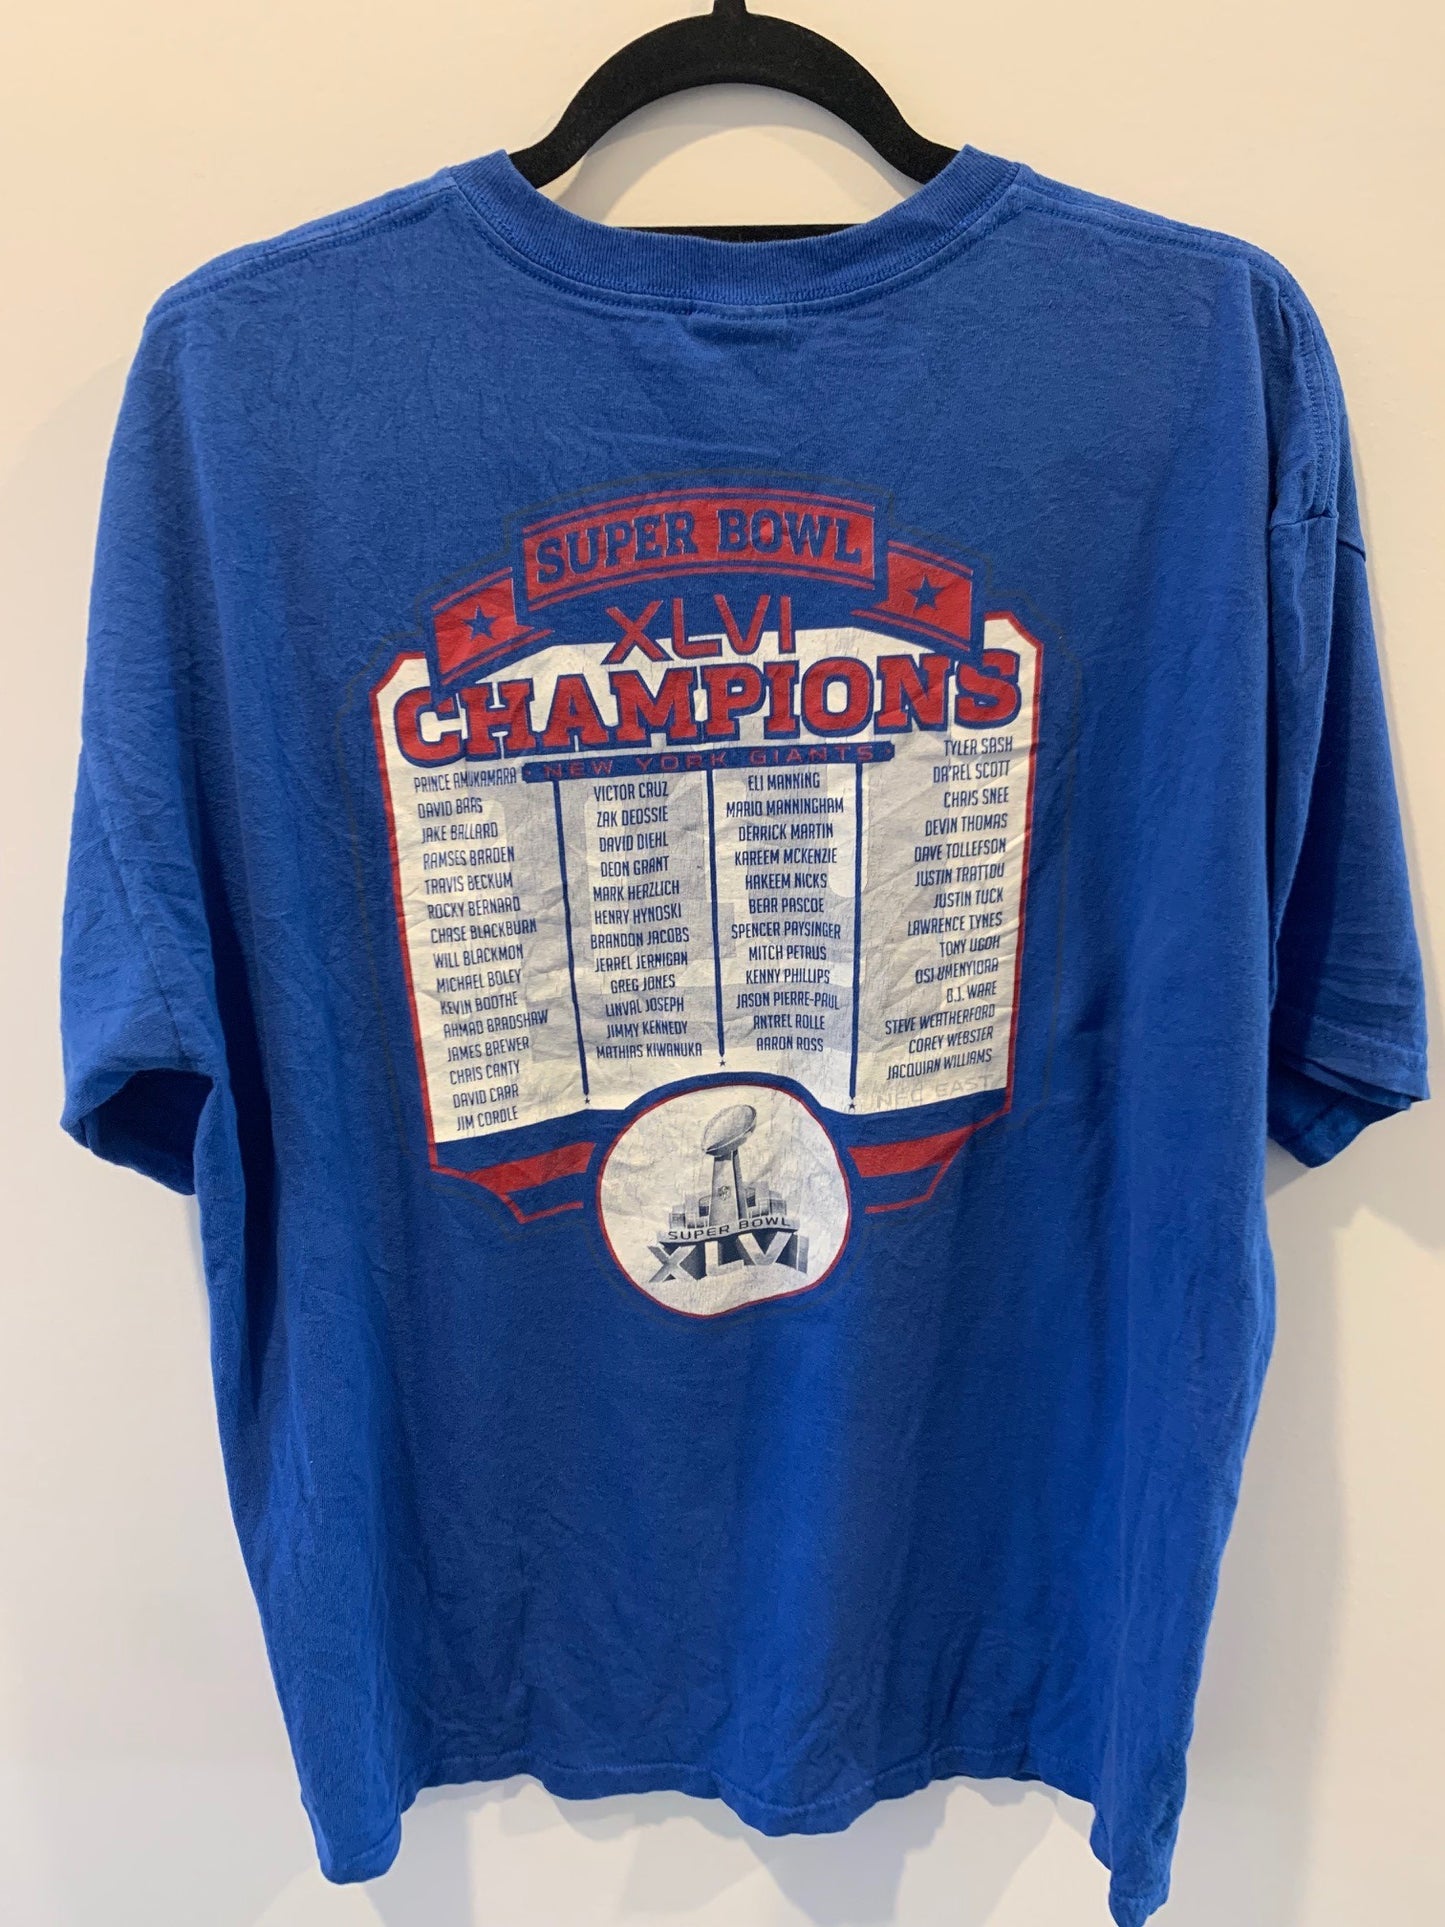 SUPER BOWL
XLVI
CHAMPIONS
NEW YORK GIANTS
PRINCE AMUKAMARA
DAVID BAAS
JAKE BALLARD
RAMSES BARDEN
TRAVIS BECKUM
ROCKY BERNARD
CHASE BLACKBURN
WILL BLACKMON
MICHAEL BOLEY
KEVIN BOOTHE
AHMAD BRADSHAW
JAMES BREWER
CHRIS CANTY
DAVID CARR
JIM CORDLE
VICTOR CRUZ
ZAK DEOSSIE
DAVID DIEHL
DEON GRANT
MARK HERZLICH
HENRY HYNOSKI
BRANDON JACOBS
JERREL JERNIGAN
GREG JONES
LINVAL JOSEPH
JIMMY KENNEDY
MATHIAS KIWANUKA
ELI MANNING
MARIO MANNINGHAM
DERRICK MARTIN
KAREEM MCKENZIE
HAKEEM NICKS
BEAR PASCOE
SPENCER PAYSINGER
MITCH PETRUS
KENNY PHILLIPS
JASON PIERRE-PAUL
ANTREL ROLLE
AARON ROSS
TYLER SASH
DA'REL SCOTT
CHRIS SNEE
DEVIN THOMAS
DAVE TOLLEFSON
JUSTIN TRATTOU
JUSTIN TUCK
LAWRENCE TYNES
TONY UGOH
OSI UMENYIORA
D.J. WARE
STEVE WEATHERFORD
COREY WEBSTER
JACQUIAN WILLIAMS
NFC EAST
SUPER BOWL
XLVI